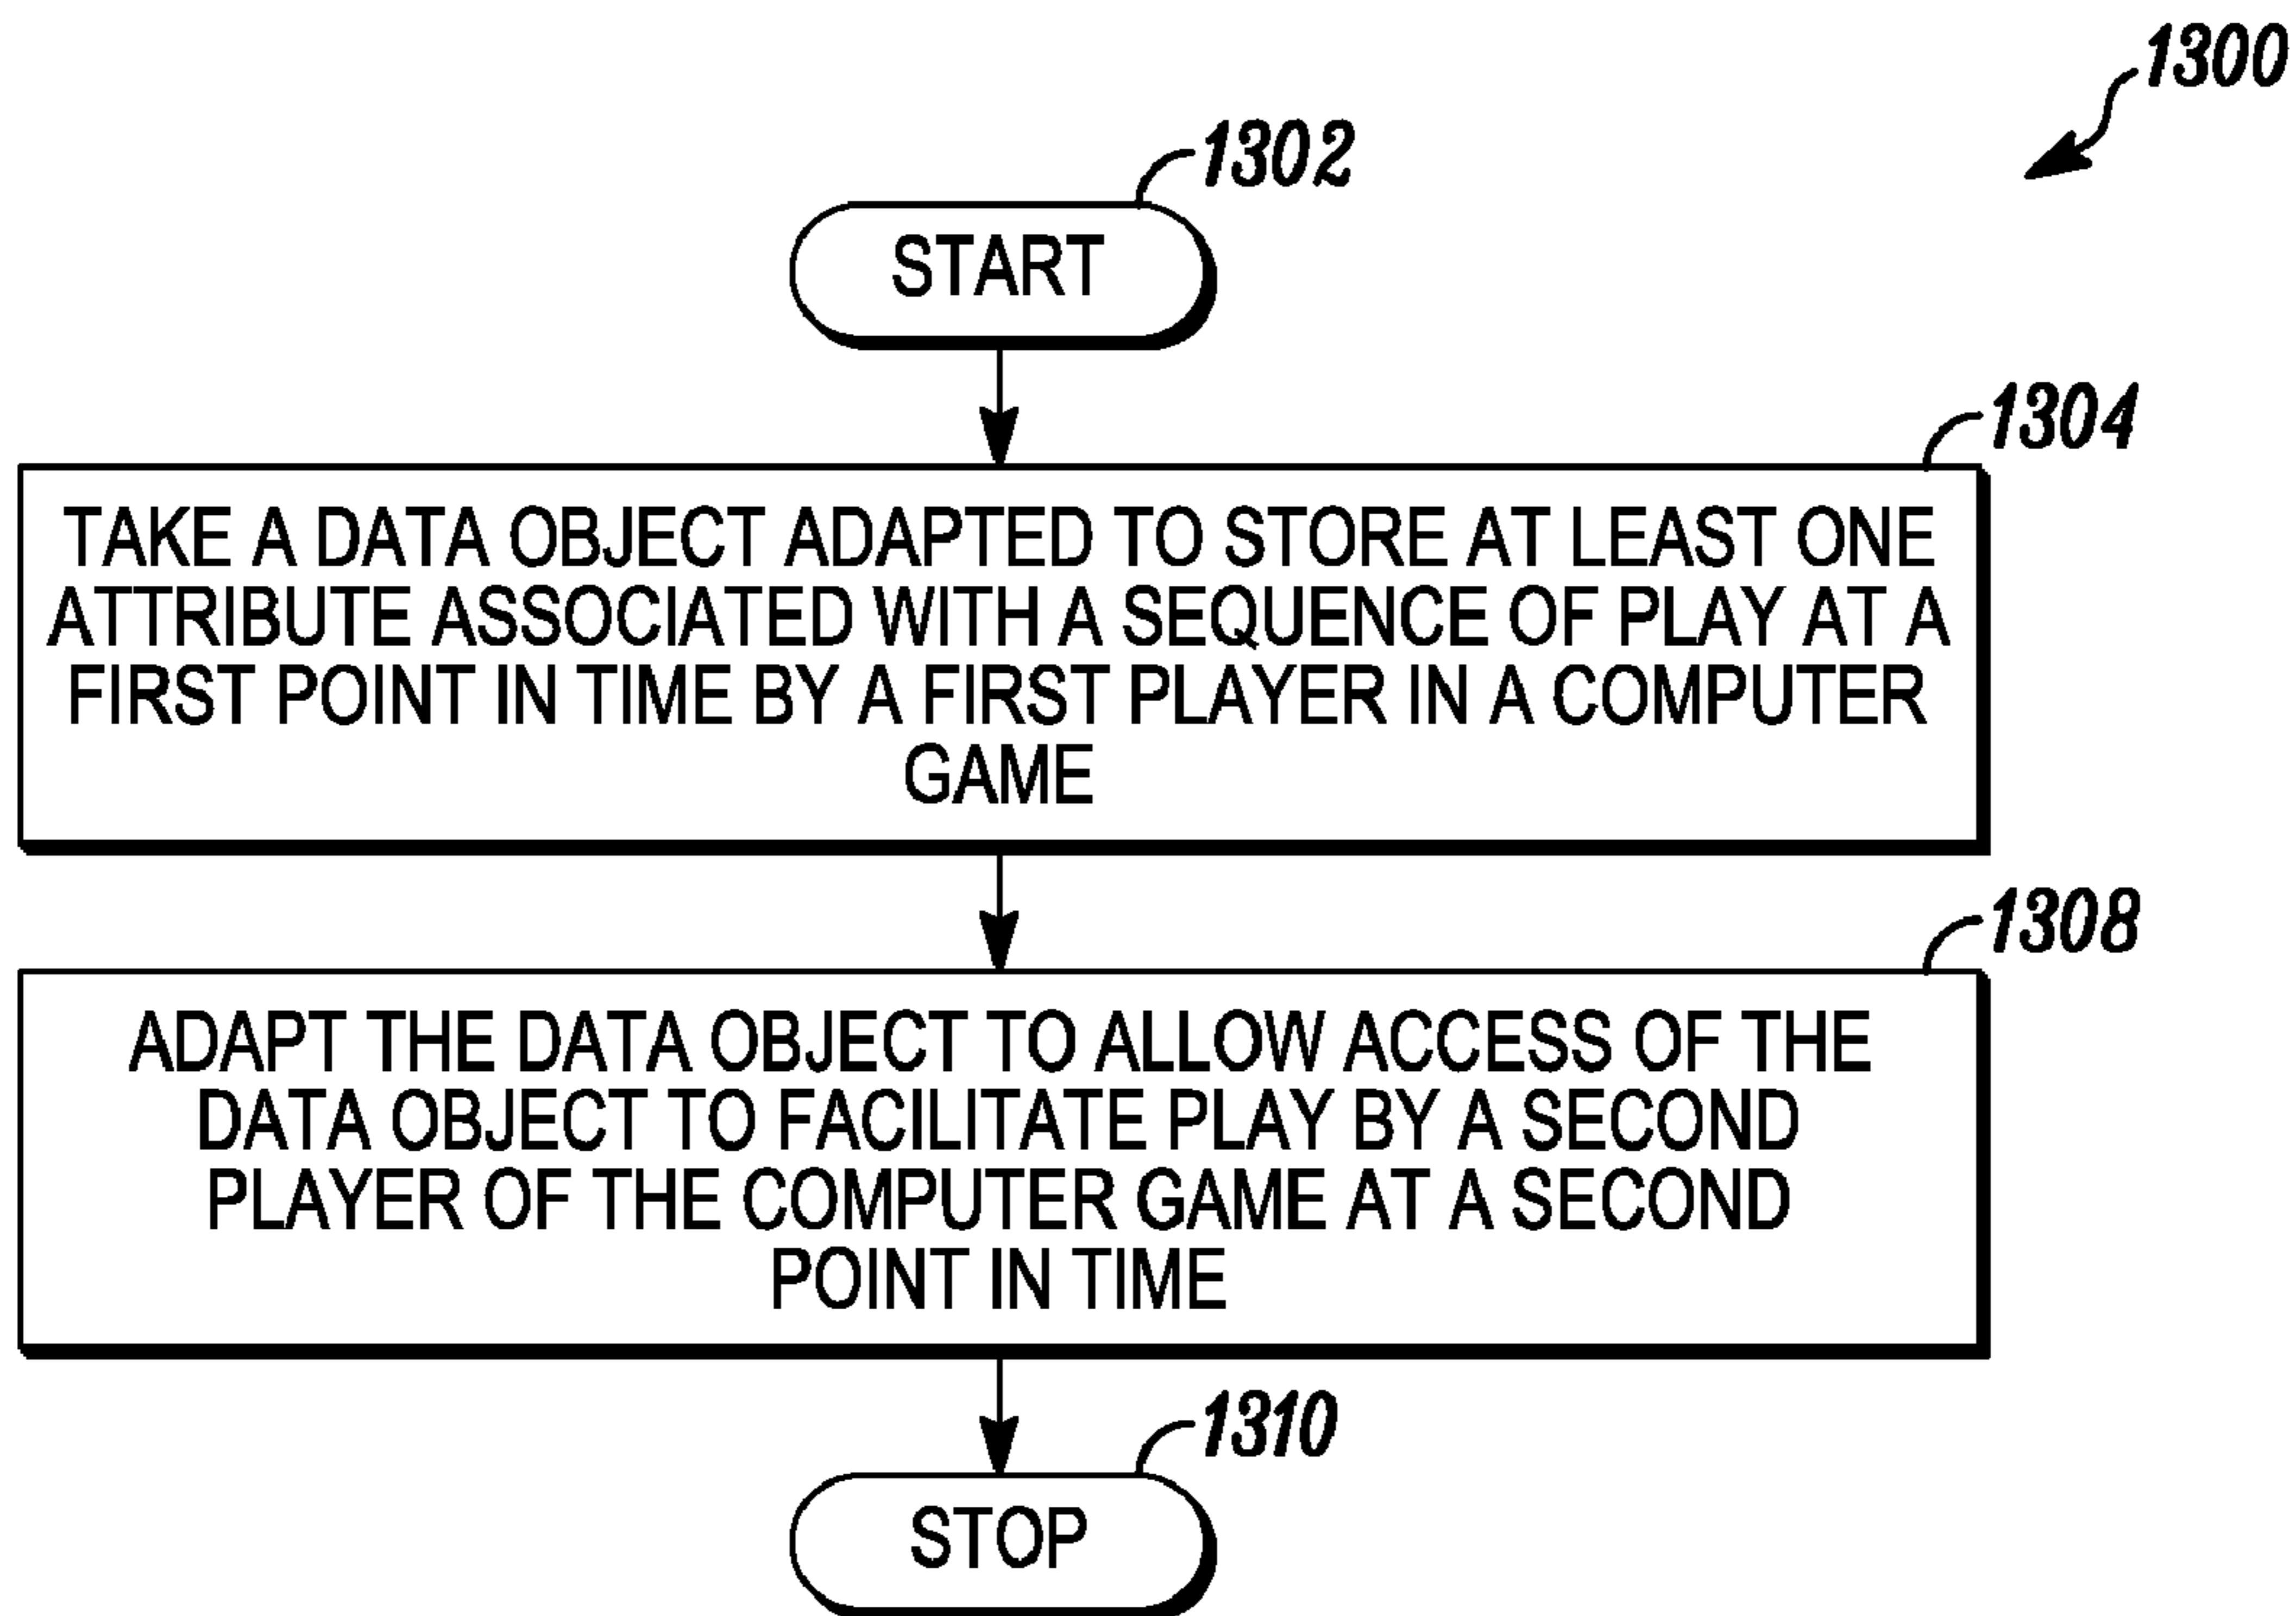 1300
1302
START
1304
TAKE A DATA OBJECT ADAPTED TO STORE AT LEAST ONE
ATTRIBUTE ASSOCIATED WITH A SEQUENCE OF PLAY AT A
FIRST POINT IN TIME BY A FIRST PLAYER IN A COMPUTER
GAME
1308
ADAPT THE DATA OBJECT TO ALLOW ACCESS OF THE
DATA OBJECT TO FACILITATE PLAY BY A SECOND
PLAYER OF THE COMPUTER GAME AT A SECOND
POINT IN TIME
1310
STOP